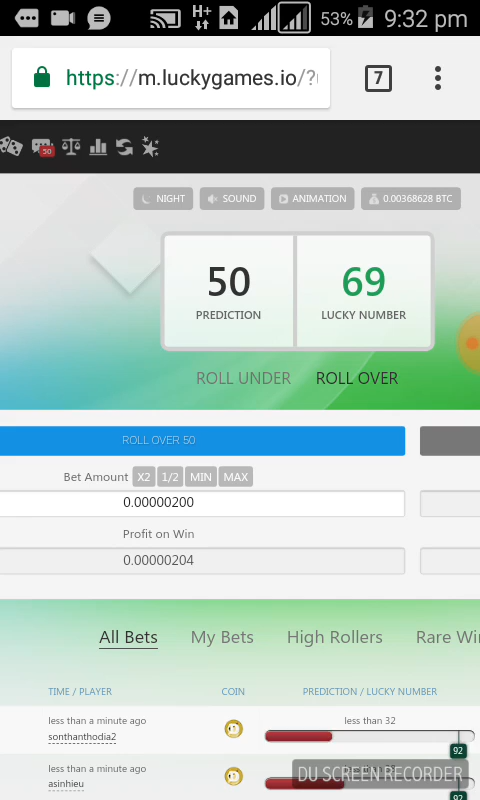 H+
53%
9:32 pm
https://m.luckygames.io/?
7
50
NIGHT
SOUND
ANIMATION
0.00368628 BTC
50
69
PREDICTION
LUCKY NUMBER
ROLL UNDER
ROLL OVER
ROLL OVER 50
Bet Amount X2 1/2 MIN MAX
0.00000200
Profit on Win
0.00000204
All Bets
My Bets
High Rollers
Rare Wi
TIME / PLAYER
COIN
PREDICTION / LUCKY NUMBER
less than a minute ago
less than 32
sonthanthodia2
92
less than a minute ago
asinhieu
DU SCREEN RECORDER
92